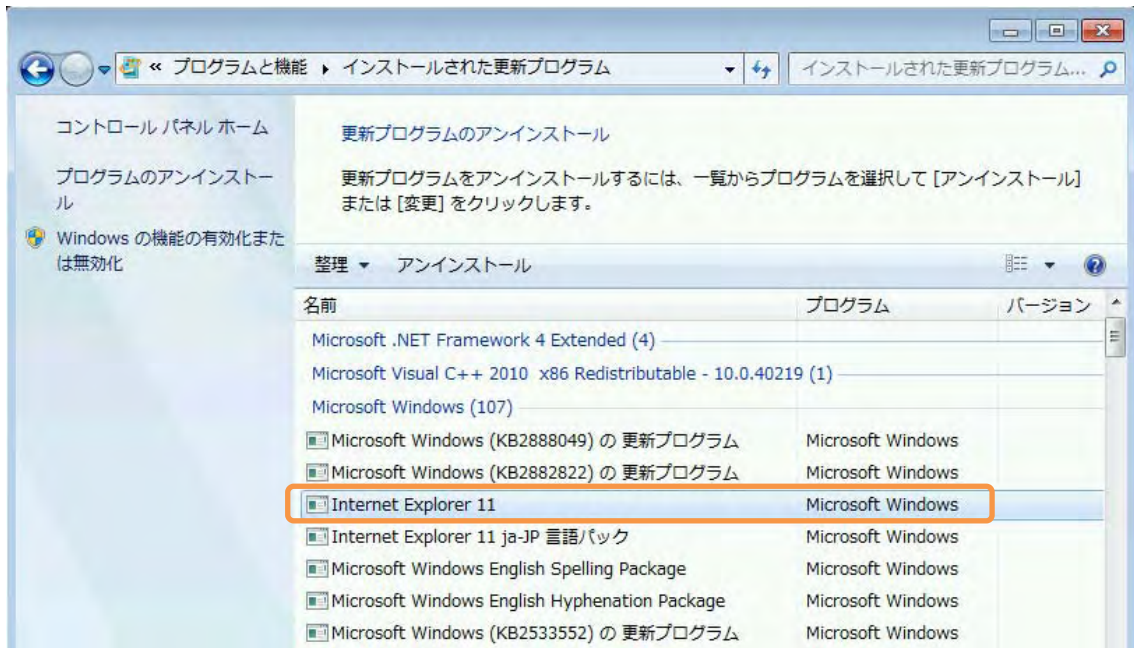 « プログラムと機能 ▸ インストールされた更新プログラム
インストールされた更新プログラム...
コントロール パネル ホーム
プログラムのアンインストー
ル
Windows の機能の有効化また
は無効化
更新プログラムのアンインストール
更新プログラムをアンインストールするには、一覧からプログラムを選択して [アンインストール]
または [変更] をクリックします。
整理 ▼ アンインストール
名前 プログラム バージョン
Microsoft .NET Framework 4 Extended (4)
Microsoft Visual C++ 2010 x86 Redistributable - 10.0.40219 (1)
Microsoft Windows (107)
Microsoft Windows (KB2888049) の 更新プログラム Microsoft Windows
Microsoft Windows (KB2882822) の 更新プログラム Microsoft Windows
Internet Explorer 11 Microsoft Windows
Internet Explorer 11 ja-JP 言語パック Microsoft Windows
Microsoft Windows English Spelling Package Microsoft Windows
Microsoft Windows English Hyphenation Package Microsoft Windows
Microsoft Windows (KB2533552) の 更新プログラム Microsoft Windows